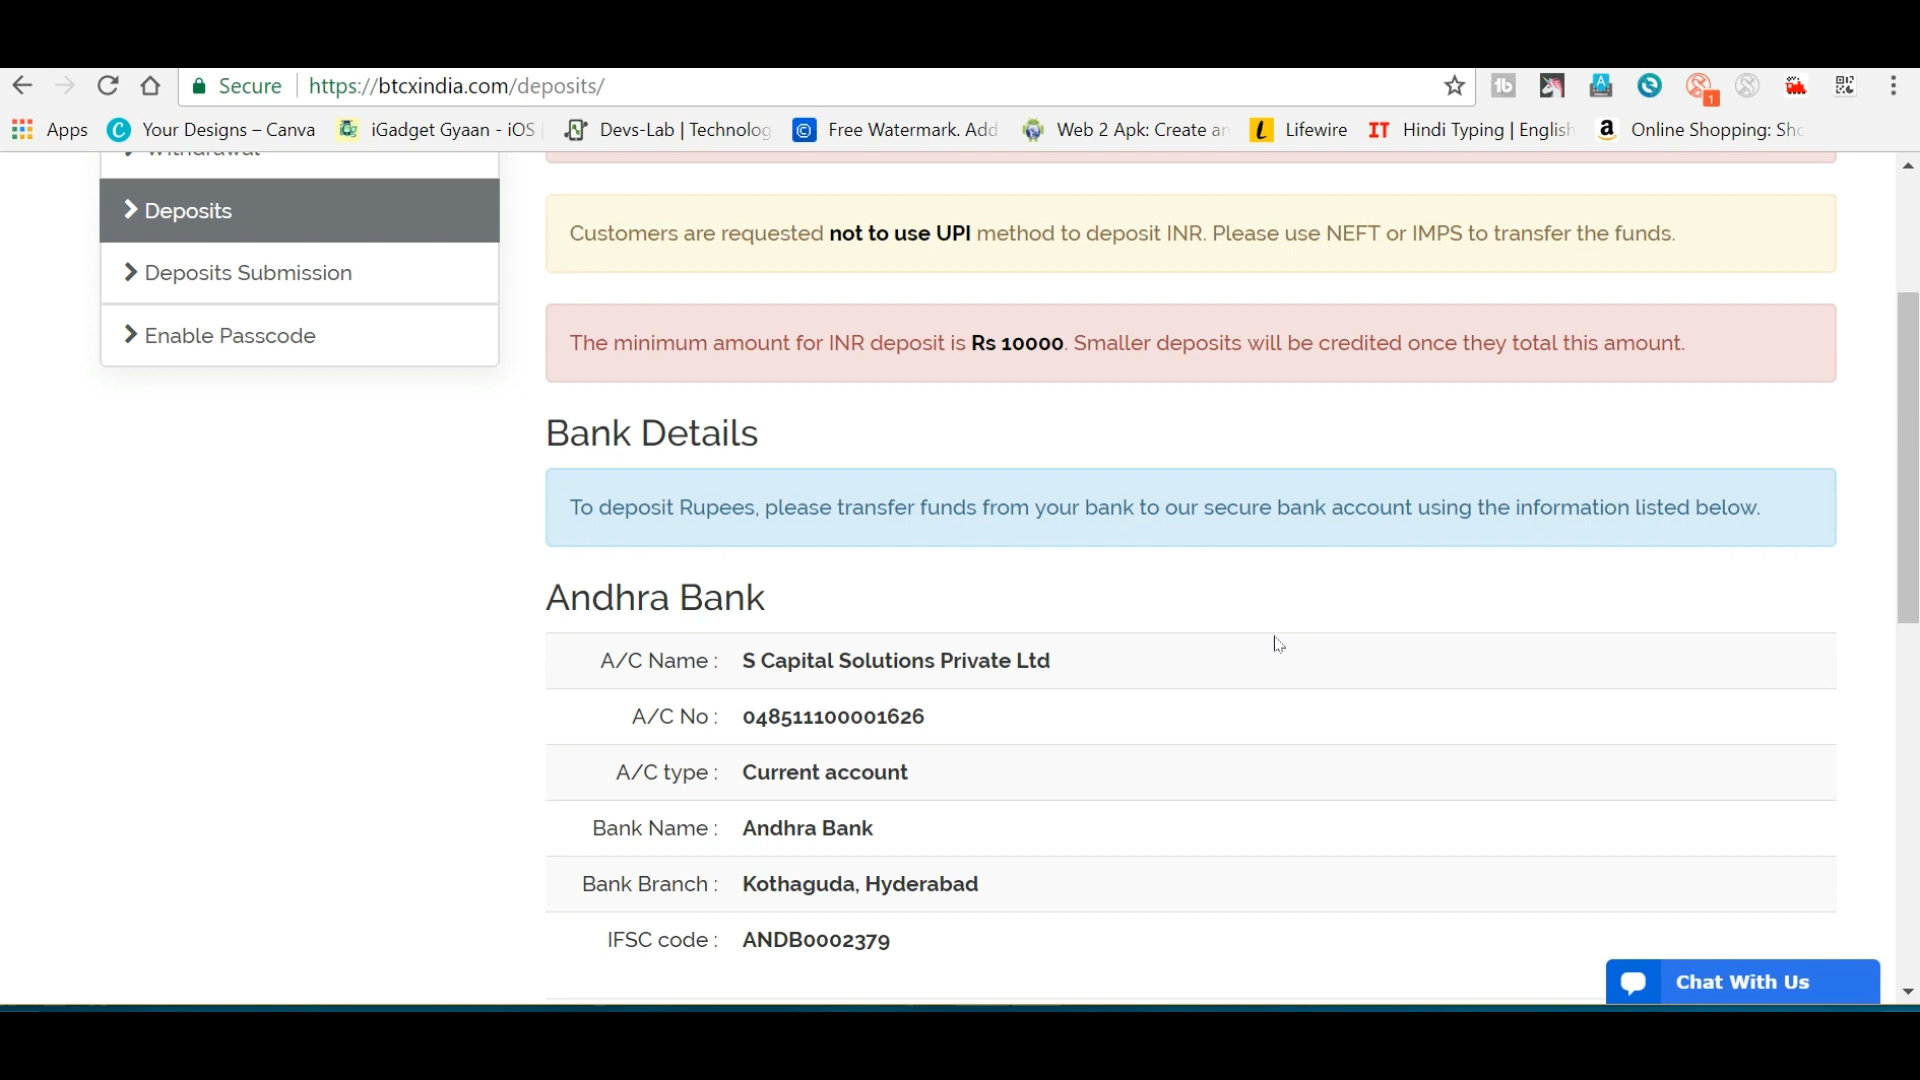 Secure https://btcxindia.com/deposits/
1
Apps Your Designs – Canva iGadget Gyaan - iOS Devs-Lab | Technolog Free Watermark. Add Web 2 Apk: Create an Lifewire IT Hindi Typing | English Online Shopping: Sho
Withdrawal
Deposits
Deposits Submission
Enable Passcode
Customers are requested not to use UPI method to deposit INR. Please use NEFT or IMPS to transfer the funds.
The minimum amount for INR deposit is Rs 10000. Smaller deposits will be credited once they total this amount.
Bank Details
To deposit Rupees, please transfer funds from your bank to our secure bank account using the information listed below.
Andhra Bank
A/C Name : S Capital Solutions Private Ltd
A/C No : 048511100001626
A/C type : Current account
Bank Name : Andhra Bank
Bank Branch : Kothaguda, Hyderabad
IFSC code : ANDB0002379
Chat With Us